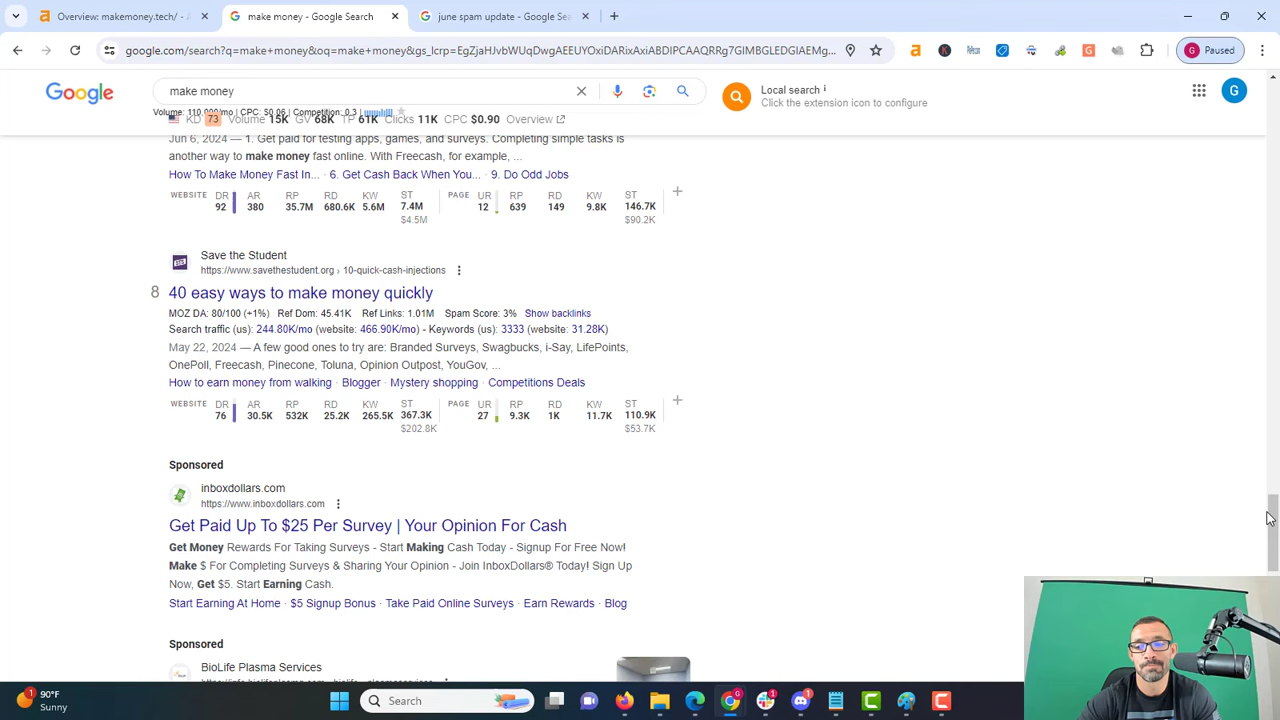 Overview: makemoney.tech/ - A
make money - Google Search
june spam update - Google Sea
google.com/search?q=make+money&oq=make+money&gs_lcrp=
G Paused
Google
make money
Local search i
Click the extension icon to configure
G
Volume: 110,000/mo | CPC: $0.06 | Competition: 0.3
KD 73 Volume 15K GV 68K TP 61K Clicks 11K CPC $0.90 Overview
Jun 6, 2024 — 1. Get paid for testing apps, games, and surveys. Completing simple tasks is
another way to make money fast online. With Freecash, for example, ...
How To Make Money Fast In... · 6. Get Cash Back When You... · 9. Do Odd Jobs
WEBSITE DR AR RP RD KW ST PAGE UR RP RD KW ST
92 380 35.7M 680.6K 5.6M 7.4M 12 639 149 9.8K 146.7K
$4.5M $90.2K
Save the Student
https://www.savethestudent.org › 10-quick-cash-injections
8 40 easy ways to make money quickly
MOZ DA: 80/100 (+1%) Ref Dom: 45.41K Ref Links: 1.01M Spam Score: 3% Show backlinks
Search traffic (us): 244.80K/mo (website: 466.90K/mo) - Keywords (us): 3333 (website: 31.28K)
May 22, 2024 — A few good ones to try are: Branded Surveys, Swagbucks, i-Say, LifePoints,
OnePoll, Freecash, Pinecone, Toluna, Opinion Outpost, YouGov, ...
How to earn money from walking · Blogger · Mystery shopping · Competitions Deals
WEBSITE DR AR RP RD KW ST PAGE UR RP RD KW ST
76 30.5K 532K 25.2K 265.5K 367.3K 27 9.3K 1K 11.7K 110.9K
$202.8K $53.7K
Sponsored
inboxdollars.com
https://www.inboxdollars.com
Get Paid Up To $25 Per Survey | Your Opinion For Cash
Get Money Rewards For Taking Surveys - Start Making Cash Today - Signup For Free Now!
Make $ For Completing Surveys & Sharing Your Opinion - Join InboxDollars® Today! Sign Up
Now, Get $5. Start Earning Cash.
Start Earning At Home · $5 Signup Bonus · Take Paid Online Surveys · Earn Rewards · Blog
Sponsored
BioLife Plasma Services
1 90°F
Sunny
Search